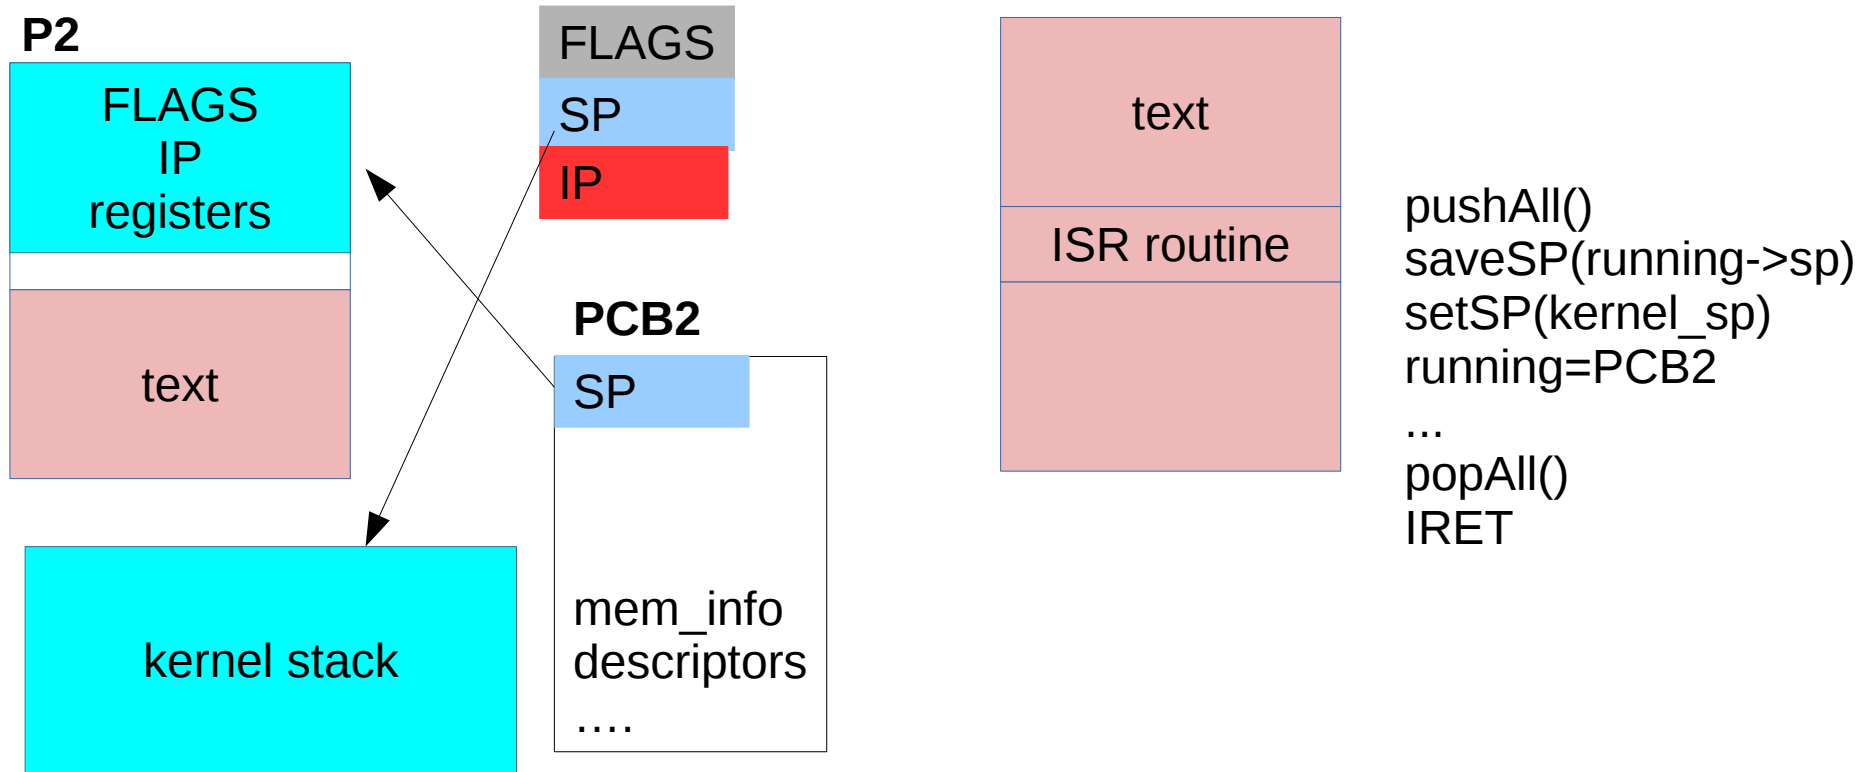 P2
FLAGS
IP
registers
text
kernel stack
FLAGS
SP
IP
PCB2
SP
mem_info
descriptors
....
text
ISR routine
pushAll()
saveSP(running->sp)
setSP(kernel_sp)
running=PCB2
...
popAll()
IRET